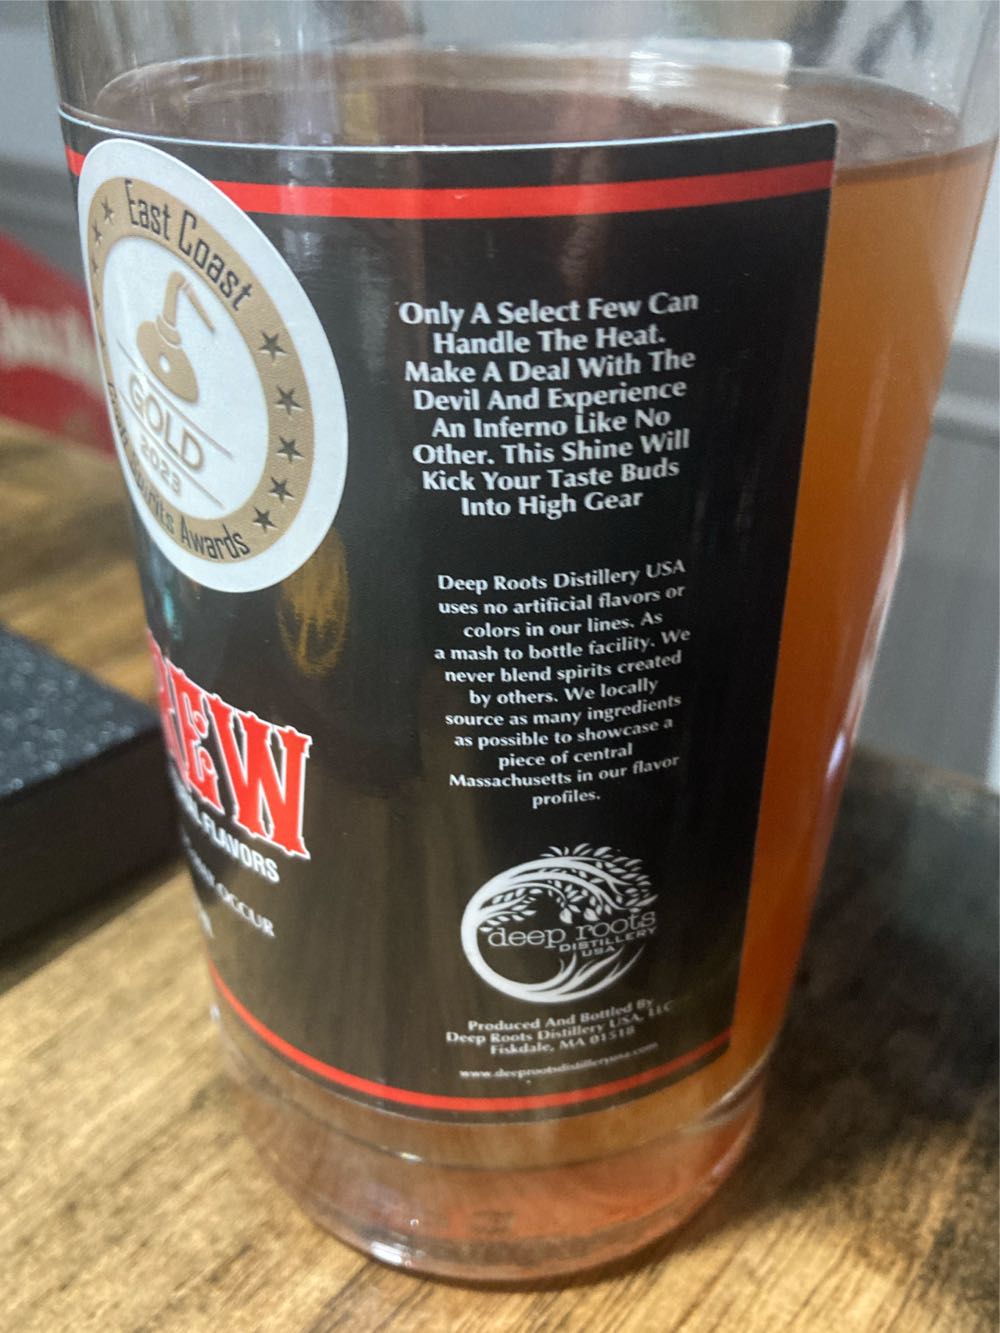 East Coast
GOLD
2023
Spirits Awards
Only A Select Few Can
Handle The Heat.
Make A Deal With The
Devil And Experience
An Inferno Like No
Other. This Shine Will
Kick Your Taste Buds
Into High Gear
Deep Roots Distillery USA
uses no artificial flavors or
colors in our lines. As
a mash to bottle facility. We
never blend spirits created
by others. We locally
source as many ingredients
as possible to showcase a
piece of central
Massachusetts in our flavor
profiles.
REW
FLAVORS
OCCUR
deep roots
DISTILLERY
USA
Produced And Bottled By
Deep Roots Distillery USA, LLC
Fiskdale, MA 01518
www.deeprootsdistilleryusa.com